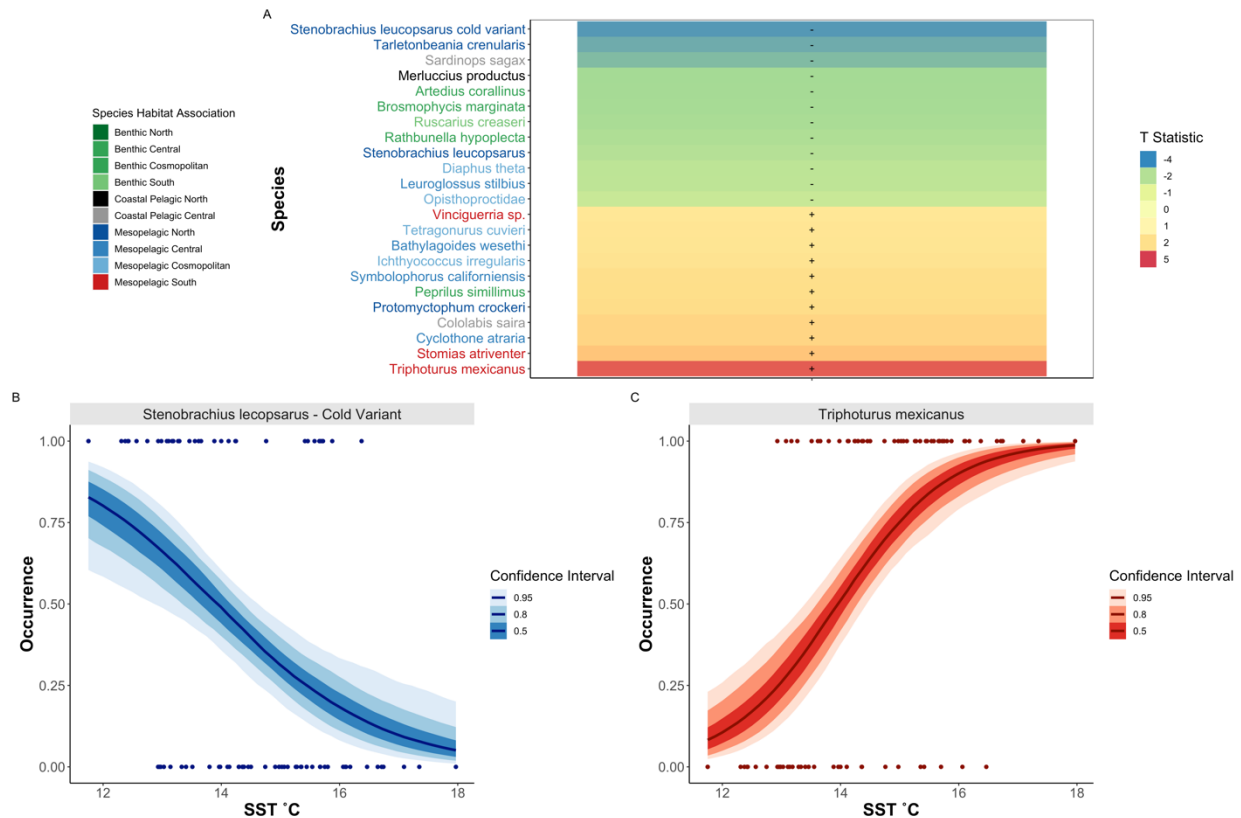 A
Stenobrachius leucopsarus cold variant
Tarletonbeania crenularis
Sardinops sagax
Merluccius productus
Artedius corallinus
Brosmophycis marginata
Ruscarius creaseri
Rathbunella hypoplecta
Stenobrachius leucopsarus
Diaphus theta
Leuroglossus stilbius
Opisthoproctidae
Vinciguerria sp.
Tetragonurus cuvieri
Bathylagoides wesethi
Ichthyococcus irregularis
Symbolophorus californiensis
Peprilus simillimus
Protomyctophum crockeri
Cololabis saira
Cyclothone atraria
Stomias atriventer
Triphoturus mexicanus
Species
-
-
-
-
-
-
-
-
-
-
-
-
+
+
+
+
+
+
+
+
+
+
+
Species Habitat Association
Benthic North
Benthic Central
Benthic Cosmopolitan
Benthic South
Coastal Pelagic North
Coastal Pelagic Central
Mesopelagic North
Mesopelagic Central
Mesopelagic Cosmopolitan
Mesopelagic South
T Statistic
-4
-2
-1
0
1
2
5
B
Stenobrachius lecopsarus - Cold Variant
1.00
0.75
0.50
0.25
0.00
Occurrence
12 14 16 18
SST ˚C
Confidence Interval
0.95
0.8
0.5
C
Triphoturus mexicanus
1.00
0.75
0.50
0.25
0.00
Occurrence
12 14 16 18
SST ˚C
Confidence Interval
0.95
0.8
0.5